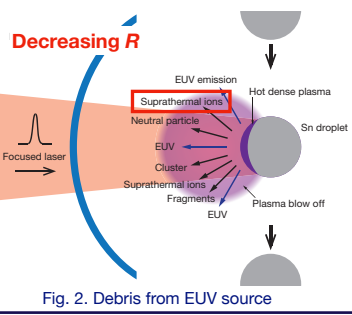 Decreasing R
EUV emission
Suprathermal ions
Hot dense plasma
Neutral particle
Sn droplet
Focused laser
EUV
Cluster
Suprathermal ions
Fragments
Plasma blow off
EUV
Fig. 2. Debris from EUV source